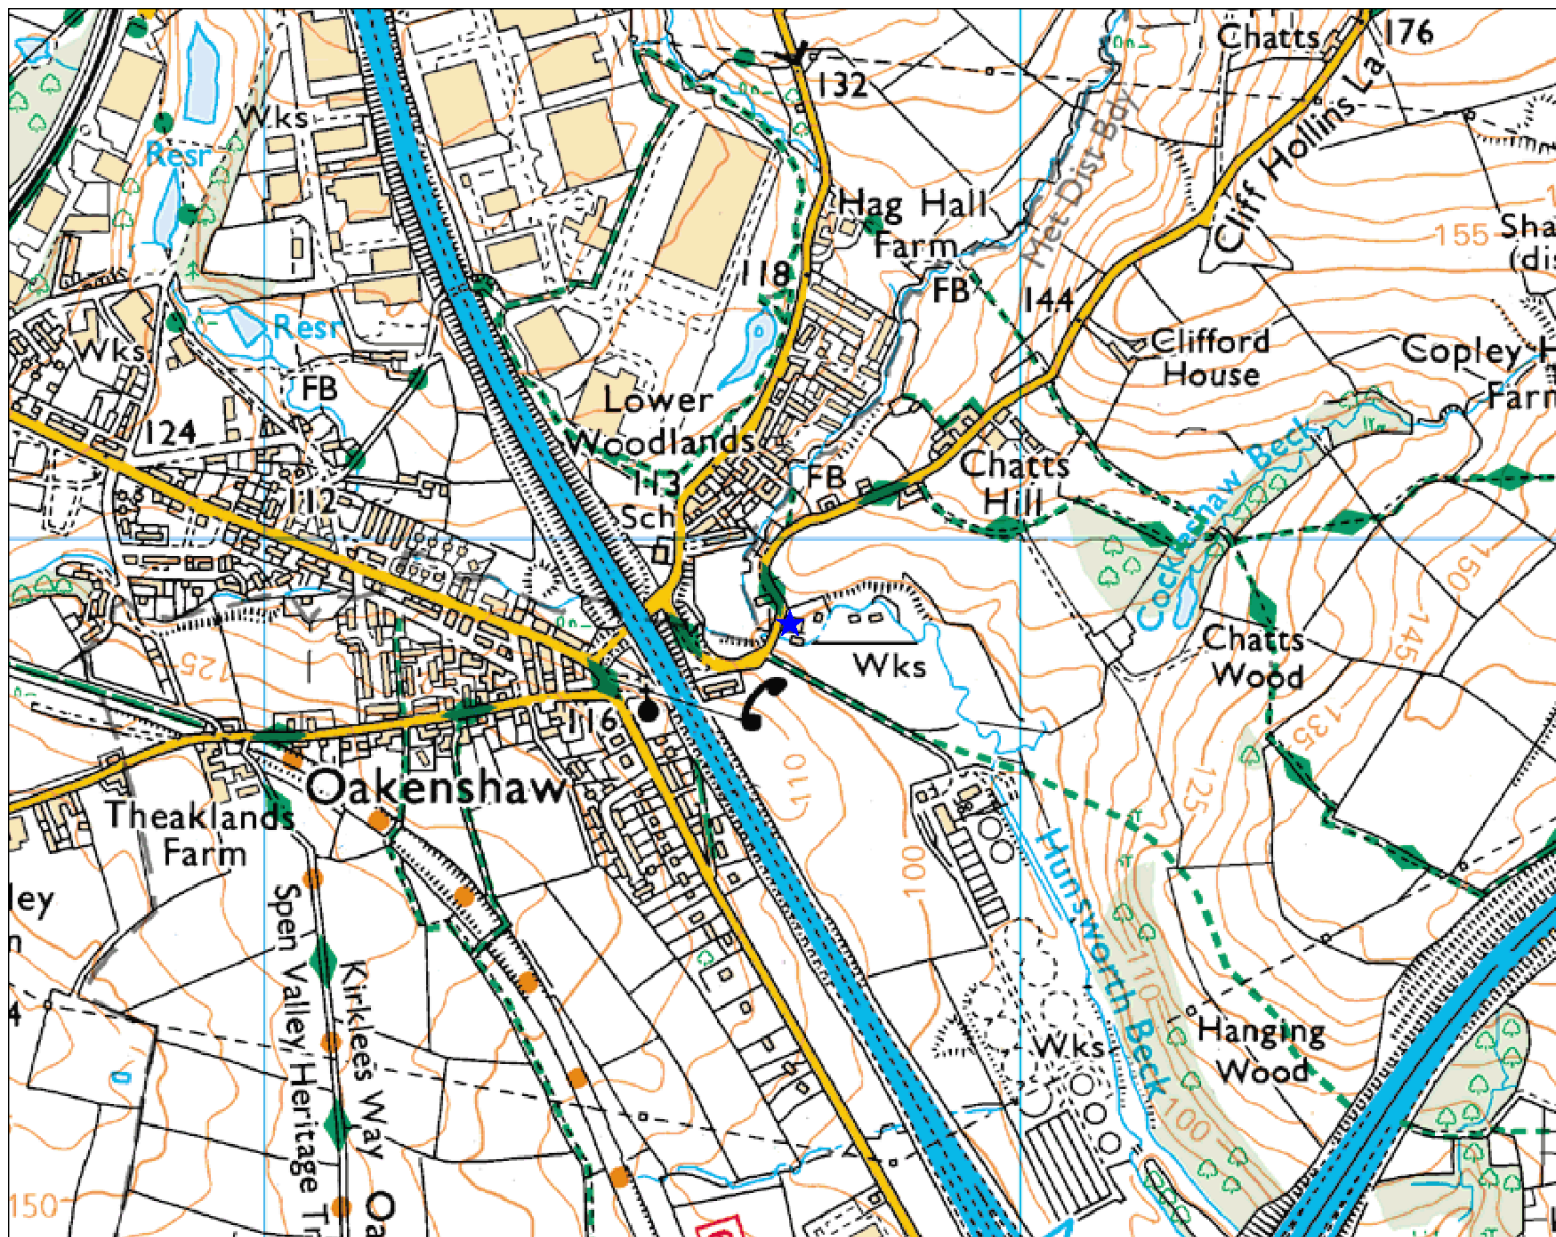 Chatts
176
132
Wks
Resr
Met Dist Bdy
Cliff Hollins La
Hag Hall
Farm
155
Sha
(dis
118
FB
144
Resr
Wks
Clifford
House
Copley H
Farm
FB
Lower
Woodlands
124
113
FB
Chatts
Hill
Cockleshaw Beck
112
Sch
150
145
Chatts
Wood
Wks
125
116
135
110
125
Oakenshaw
Theaklands
Farm
100
Hunsworth Beck
ley
n
Spen Valley Heritage Tr
Kirklees Way
110
Hanging
Wood
4
Wks
100
150
Oa